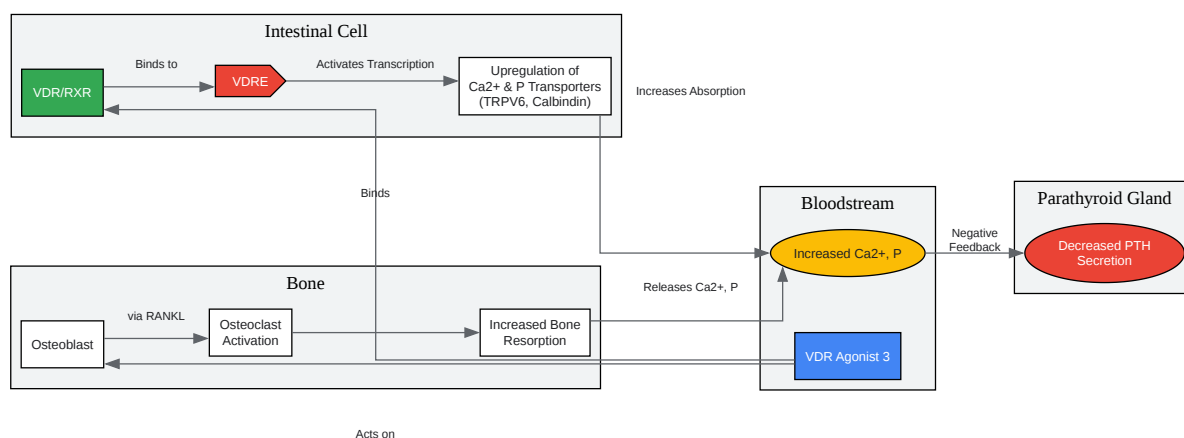 Intestinal Cell
VDR/RXR
Binds to
VDRE
Activates Transcription
Upregulation of
Ca2+ & P Transporters
(TRPV6, Calbindin)
Increases Absorption
Binds
Bloodstream
Increased Ca2+, P
Negative
Feedback
Parathyroid Gland
Decreased PTH
Secretion
Bone
Osteoblast
via RANKL
Osteoclast
Activation
Increased Bone
Resorption
Releases Ca2+, P
VDR Agonist 3
Acts on